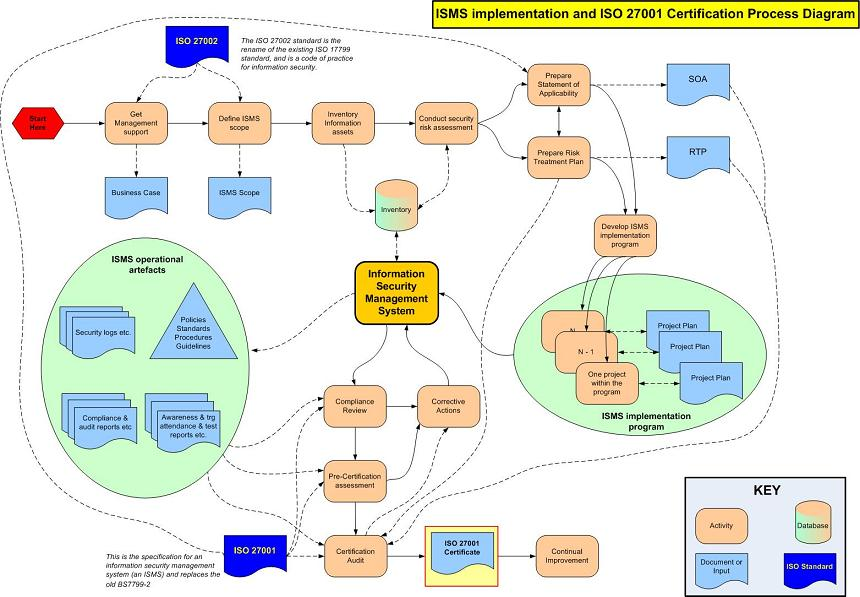 ISMS implementation and ISO 27001 Certification Process Diagram
ISO 27002
The ISO 27002 standard is the
rename of the existing ISO 17799
standard, and is a code of practice
for information security.
Start
Here
Get
Management
support
Define ISMS
scope
Inventory
Information
assets
Conduct security
risk assessment
Prepare
Statement of
Applicability
SOA
Prepare Risk
Treatment Plan
RTP
Business Case
ISMS Scope
Inventory
Develop ISMS
implementation
program
ISMS operational
artefacts
Security logs etc.
Policies
Standards
Procedures
Guidelines
Compliance &
audit reports etc
Awareness & trg
attendance & test
reports etc.
Information
Security
Management
System
N
N - 1
One project
within the
program
Project Plan
Project Plan
Project Plan
ISMS implementation
program
Compliance
Review
Corrective
Actions
Pre-Certification
assessment
This is the specification for an
information security management
system (an ISMS) and replaces the
old BS7799-2
ISO 27001
Certification
Audit
ISO 27001
Certificate
Continual
Improvement
KEY
Activity
Database
Document or
Input
ISO Standard